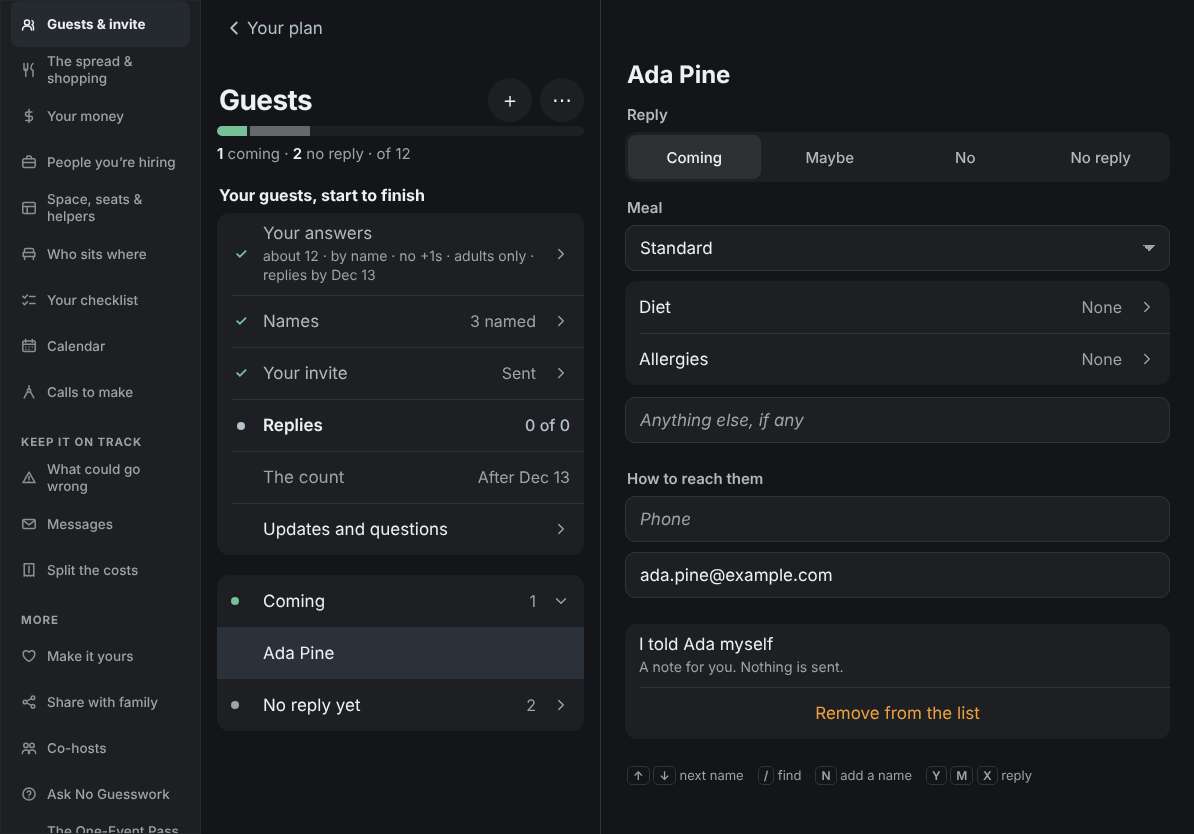 Guests & invite
The spread &
shopping
Your money
People you’re hiring
Space, seats &
helpers
Who sits where
Your checklist
Calendar
Calls to make
KEEP IT ON TRACK
What could go
wrong
Messages
Split the costs
MORE
Make it yours
Share with family
Co-hosts
Ask No Guesswork
The One-Event Pass
Your plan
Guests
1 coming · 2 no reply · of 12
Your guests, start to finish
Your answers
about 12 · by name · no +1s · adults only ·
replies by Dec 13
Names 3 named
Your invite Sent
Replies 0 of 0
The count After Dec 13
Updates and questions
Coming 1
Ada Pine
No reply yet 2
Ada Pine
Reply
Coming Maybe No No reply
Meal
Standard
Diet None
Allergies None
Anything else, if any
How to reach them
Phone
ada.pine@example.com
I told Ada myself
A note for you. Nothing is sent.
Remove from the list
↑ ↓ next name / find N add a name Y M X reply